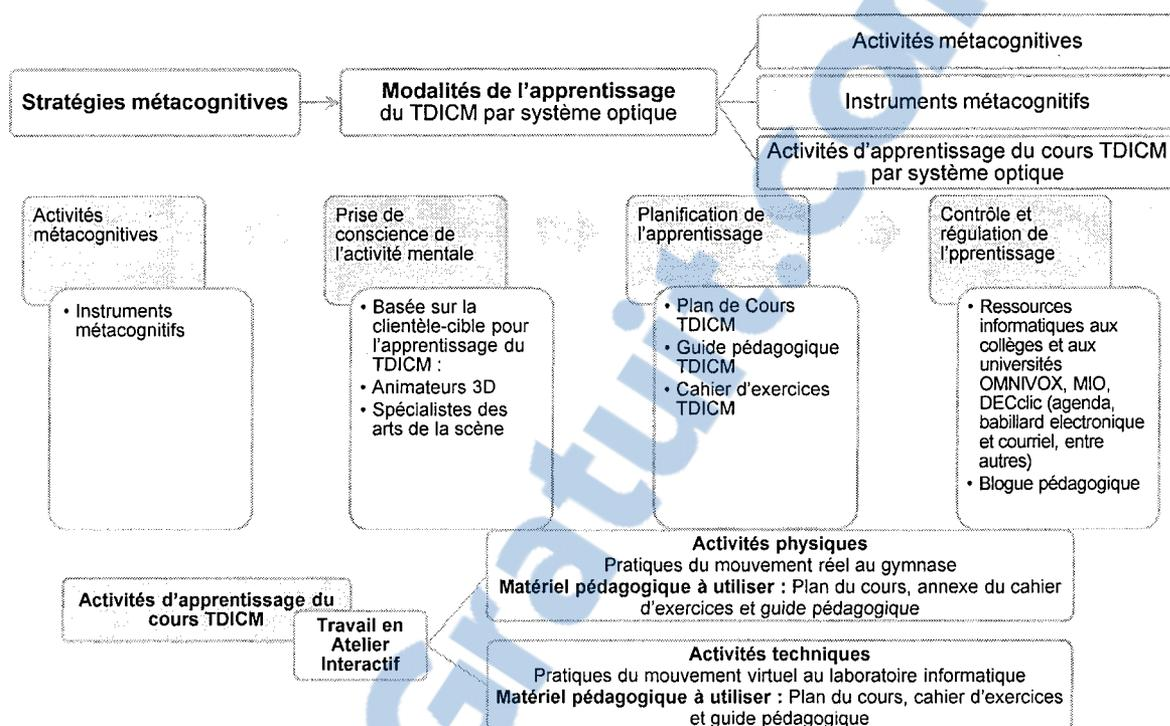 Activités métacognitives
Stratégies métacognitives
Modalités de l'apprentissage
du TDICM par système optique
Instruments métacognitifs
Activités d'apprentissage du cours TDICM
par système optique
Activités
métacognitives
• Instruments
métacognitifs
Prise de
conscience de
l'activité mentale
• Basée sur la
clientèle-cible pour
l'apprentissage du
TDICM :
• Animateurs 3D
• Spécialistes des
arts de la scène
Planification de
l'apprentissage
• Plan de Cours
TDICM
• Guide pédagogique
TDICM
• Cahier d'exercices
TDICM
Contrôle et
régulation de
l'pprentissage
• Ressources
informatiques aux
collèges et aux
universités
OMNIVOX, MIO,
DECclic (agenda,
babillard electronique
et courriel, entre
autres)
• Blogue pédagogique
Activités d'apprentissage du
cours TDICM
Travail en
Atelier
Interactif
Activités physiques
Pratiques du mouvement réel au gymnase
Matériel pédagogique à utiliser : Plan du cours, annexe du cahier
d'exercices et guide pédagogique
Activités techniques
Pratiques du mouvement virtuel au laboratoire informatique
Matériel pédagogique à utiliser : Plan du cours, cahier d'exercices
et guide pédagogique
Gratuit.com